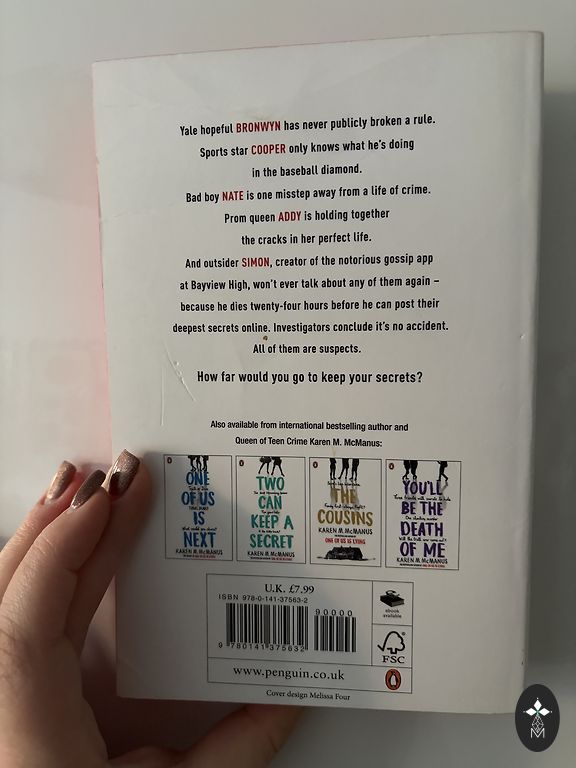 Yale hopeful BRONWYN has never publicly broken a rule.
Sports star COOPER only knows what he's doing
in the baseball diamond.
Bad boy NATE is one misstep away from a life of crime.
Prom queen ADDY is holding together
the cracks in her perfect life.
And outsider SIMON, creator of the notorious gossip app
at Bayview High, won't ever talk about any of them again –
because he dies twenty-four hours before he can post their
deepest secrets online. Investigators conclude it's no accident.
All of them are suspects.
How far would you go to keep your secrets?
Also available from international bestselling author and
Queen of Teen Crime Karen M. McManus:
ONE
OF US
IS
NEXT
KAREN M. McMANUS
TWO
CAN
KEEP A
SECRET
KAREN M. McMANUS
THE
COUSINS
KAREN M. McMANUS
ONE OF US IS LYING
YOU'LL
BE THE
DEATH
OF ME
KAREN M. McMANUS
U.K. £7.99
ISBN 978-0-141-37563-2
90000
9 780141 375632
ebook
available
FSC
www.penguin.co.uk
Cover design Melissa Four
M